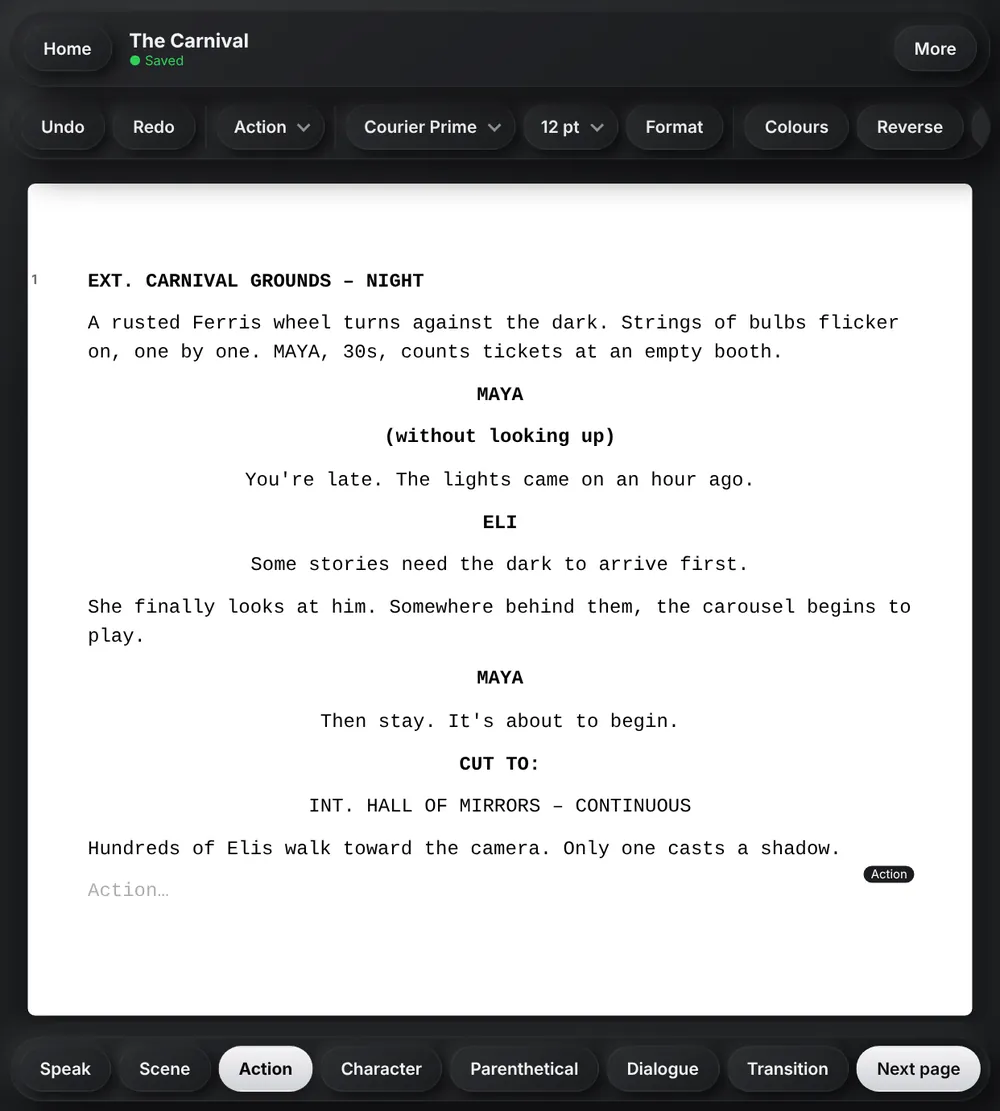 Home
The Carnival
Saved
More
Undo
Redo
Action
Courier Prime
12 pt
Format
Colours
Reverse
1
EXT. CARNIVAL GROUNDS – NIGHT
A rusted Ferris wheel turns against the dark. Strings of bulbs flicker
on, one by one. MAYA, 30s, counts tickets at an empty booth.
MAYA
(without looking up)
You're late. The lights came on an hour ago.
ELI
Some stories need the dark to arrive first.
She finally looks at him. Somewhere behind them, the carousel begins to
play.
MAYA
Then stay. It's about to begin.
CUT TO:
INT. HALL OF MIRRORS – CONTINUOUS
Hundreds of Elis walk toward the camera. Only one casts a shadow.
Action
Action…
Speak
Scene
Action
Character
Parenthetical
Dialogue
Transition
Next page